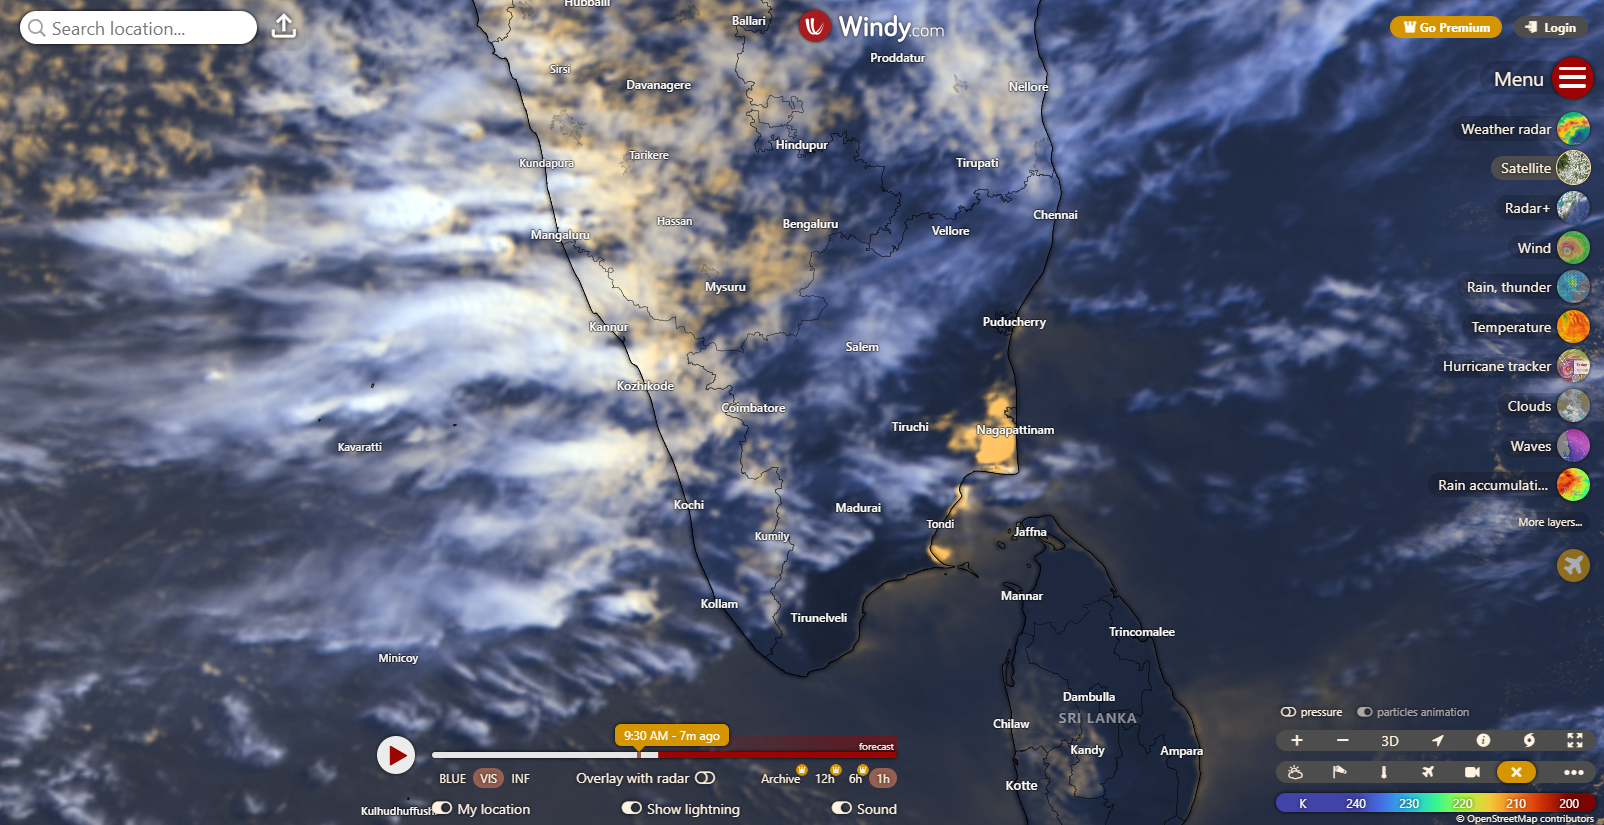 Search location...
Windy.com
Go Premium
Login
Menu
Weather radar
Satellite
Radar+
Wind
Rain, thunder
Temperature
Hurricane tracker
Clouds
Waves
Rain accumulati...
More layers...
Hubballi
Ballari
Proddatur
Sirsi
Davanagere
Nellore
Hindupur
Kundapura
Tarikere
Tirupati
Hassan
Bengaluru
Chennai
Mangaluru
Vellore
Mysuru
Kannur
Puducherry
Salem
Kozhikode
Coimbatore
Tiruchi
Nagapattinam
Kavaratti
Kochi
Madurai
Tondi
Jaffna
Kumily
Mannar
Kollam
Tirunelveli
Trincomalee
Minicoy
Dambulla
SRI LANKA
Chilaw
Kandy
Ampara
Kotte
Kulhudhuffushi
9:30 AM - 7m ago
forecast
BLUE VIS INF
Overlay with radar
Archive 12h 6h 1h
My location
Show lightning
Sound
pressure
particles animation
+ − 3D
K 240 230 220 210 200
© OpenStreetMap contributors